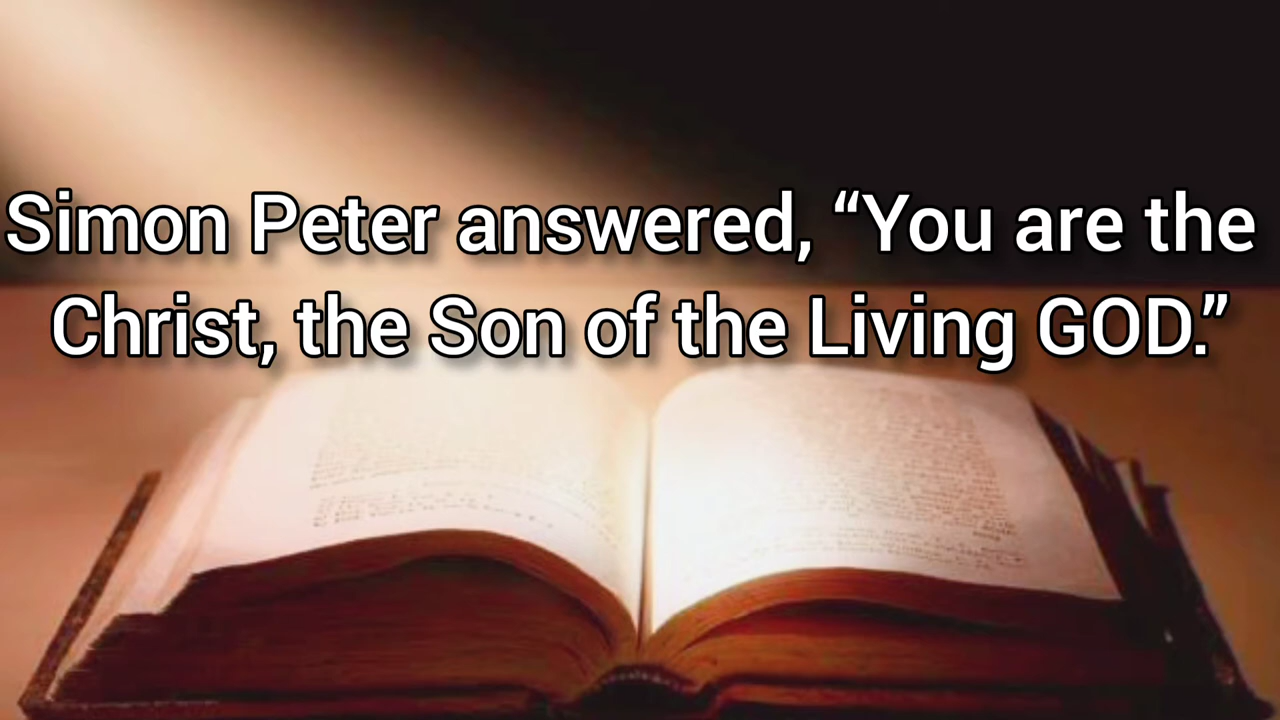 Simon Peter answered, “You are the
Christ, the Son of the Living GOD.”